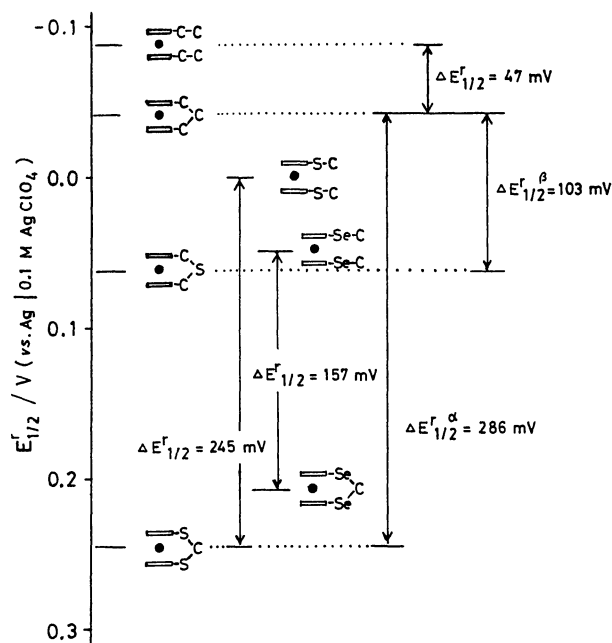 -0.1
C-C
C-C
ΔE^r_1/2 = 47 mV
C
C
C
0.0
S-C
S-C
ΔE^r_1/2^β = 103 mV
Se-C
Se-C
C
S
C
0.1
ΔE^r_1/2 = 157 mV
ΔE^r_1/2^α = 286 mV
ΔE^r_1/2 = 245 mV
0.2
Se
C
Se
S
C
S
0.3
E^r_1/2 / V (vs. Ag | 0.1 M AgClO₄)